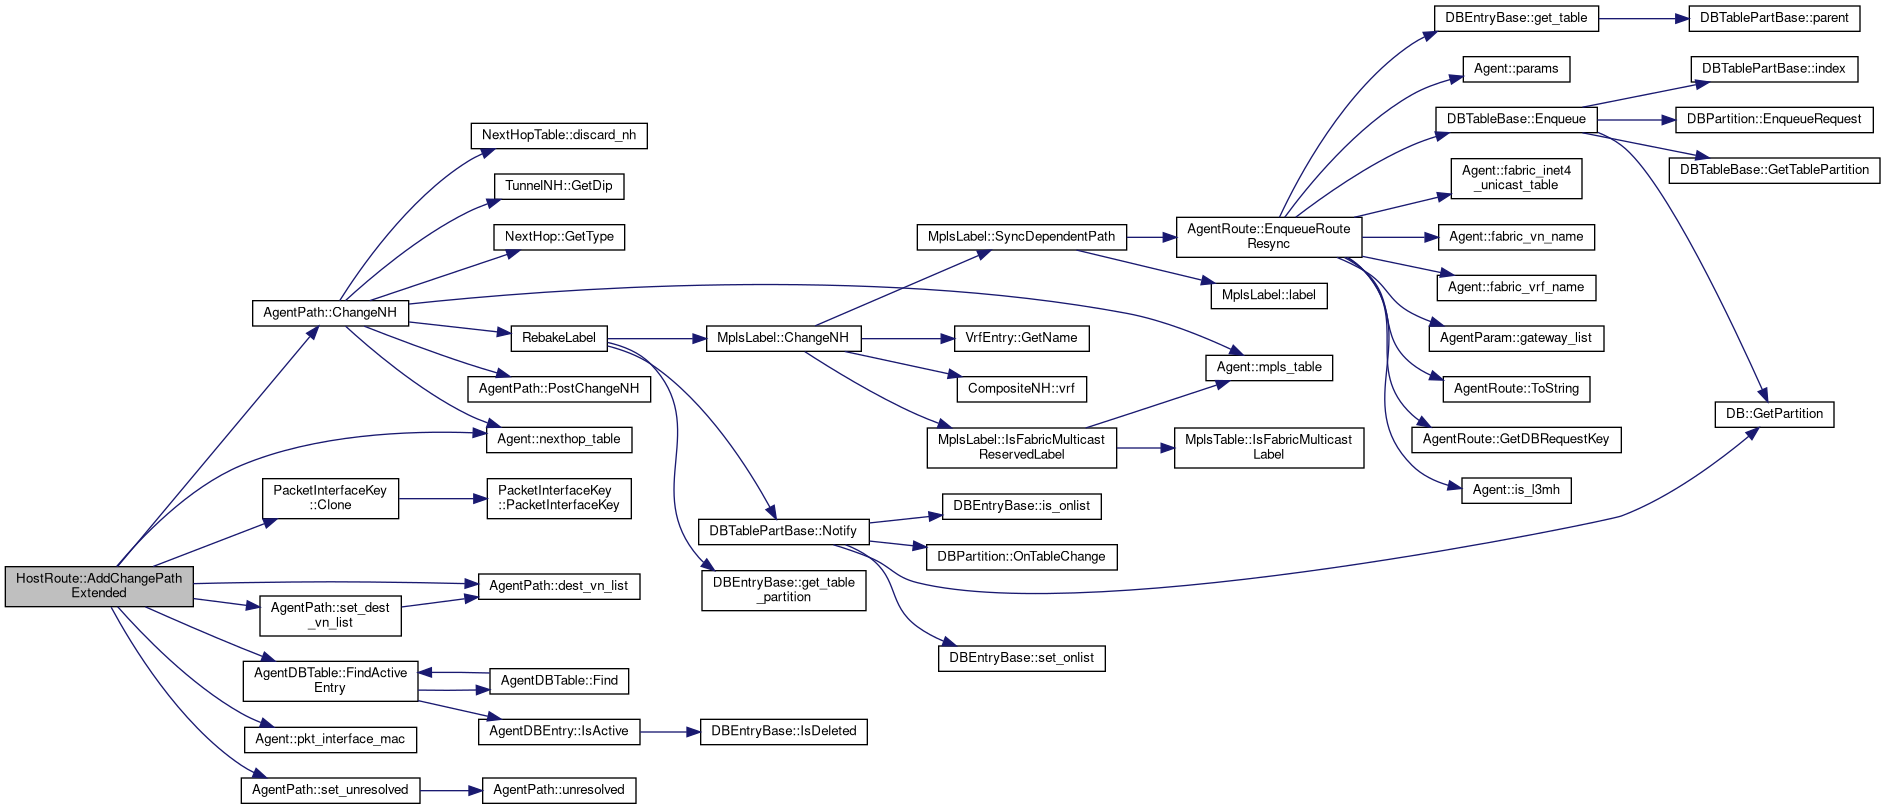 HostRoute::AddChangePath
Extended
AgentPath::ChangeNH
PacketInterfaceKey
::Clone
AgentPath::set_dest
_vn_list
AgentDBTable::FindActive
Entry
Agent::pkt_interface_mac
AgentPath::set_unresolved
NextHopTable::discard_nh
TunnelNH::GetDip
NextHop::GetType
RebakeLabel
AgentPath::PostChangeNH
Agent::nexthop_table
PacketInterfaceKey
::PacketInterfaceKey
AgentPath::dest_vn_list
AgentDBTable::Find
AgentDBEntry::IsActive
AgentPath::unresolved
MplsLabel::ChangeNH
DBTablePartBase::Notify
DBEntryBase::get_table
_partition
DBEntryBase::IsDeleted
MplsLabel::SyncDependentPath
VrfEntry::GetName
CompositeNH::vrf
MplsLabel::IsFabricMulticast
ReservedLabel
DBEntryBase::is_onlist
DBPartition::OnTableChange
DBEntryBase::set_onlist
AgentRoute::EnqueueRoute
Resync
MplsLabel::label
Agent::mpls_table
MplsTable::IsFabricMulticast
Label
DBEntryBase::get_table
Agent::params
DBTableBase::Enqueue
Agent::fabric_inet4
_unicast_table
Agent::fabric_vn_name
Agent::fabric_vrf_name
AgentParam::gateway_list
AgentRoute::ToString
AgentRoute::GetDBRequestKey
Agent::is_l3mh
DBTablePartBase::parent
DBTablePartBase::index
DBPartition::EnqueueRequest
DBTableBase::GetTablePartition
DB::GetPartition